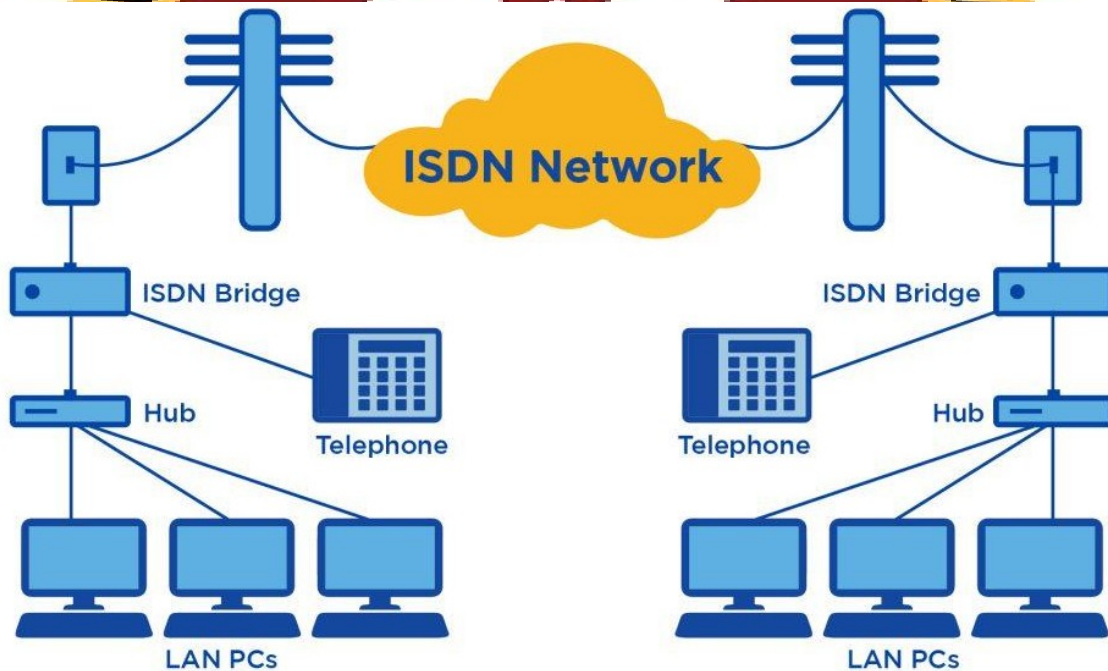 ISDN Network
ISDN Bridge
ISDN Bridge
Hub
Hub
Telephone
Telephone
LAN PCs
LAN PCs